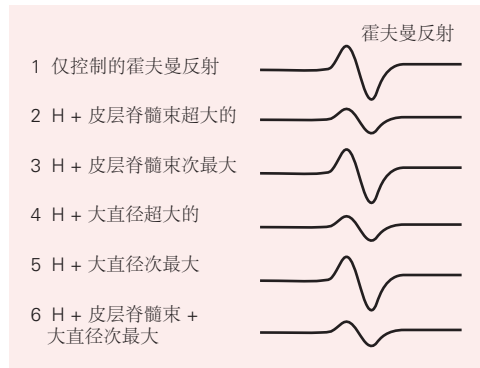 霍夫曼反射
1 仅控制的霍夫曼反射
2 H + 皮层脊髓束超大的
3 H + 皮层脊髓束次最大
4 H + 大直径超大的
5 H + 大直径次最大
6 H + 皮层脊髓束 +
大直径次最大